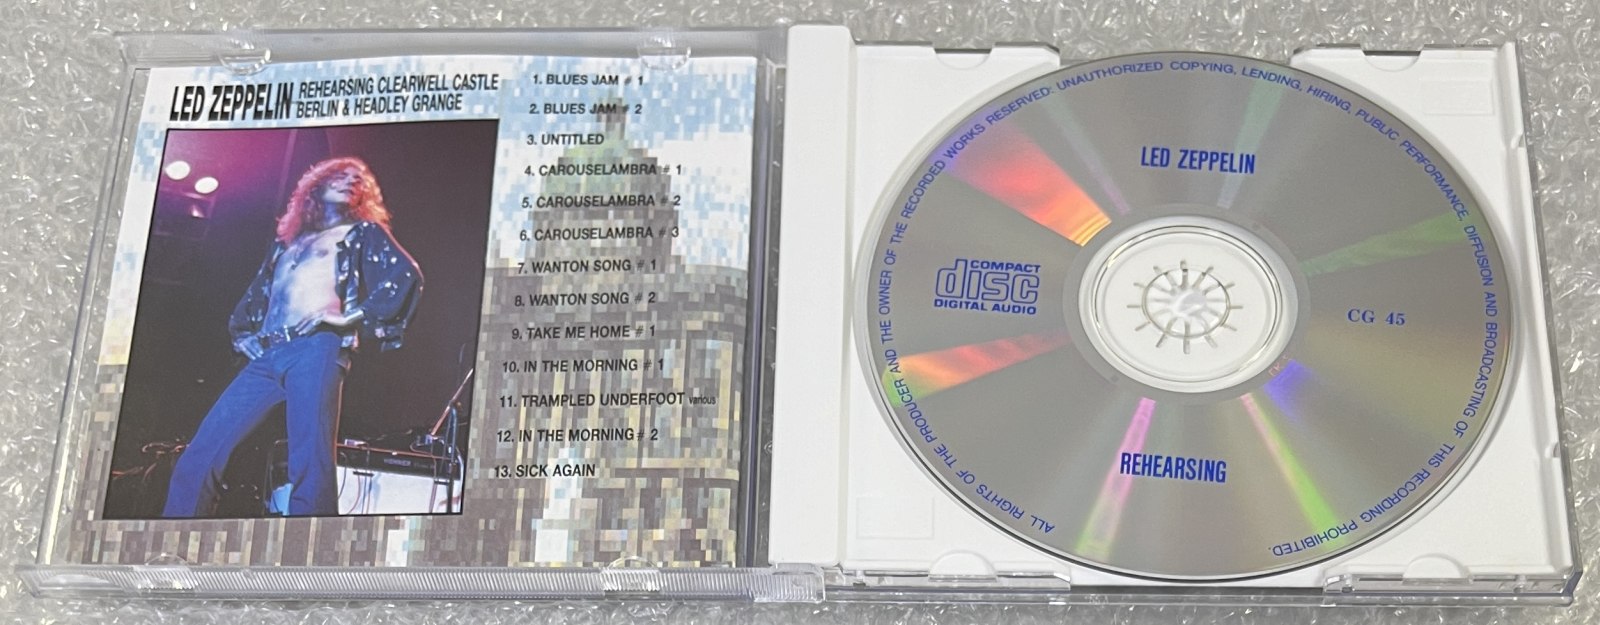 LED ZEPPELIN REHEARSING CLEARWELL CASTLE
BERLIN & HEADLEY GRANGE
1. BLUES JAM # 1
2. BLUES JAM # 2
3. UNTITLED
4. CAROUSELAMBRA # 1
5. CAROUSELAMBRA # 2
6. CAROUSELAMBRA # 3
7. WANTON SONG # 1
8. WANTON SONG # 2
9. TAKE ME HOME # 1
10. IN THE MORNING # 1
11. TRAMPLED UNDERFOOT various
12. IN THE MORNING # 2
13. SICK AGAIN
ALL RIGHTS OF THE PRODUCER AND THE OWNER OF THE RECORDED WORKS RESERVED: UNAUTHORIZED COPYING, LENDING, HIRING, PUBLIC PERFORMANCE, DIFFUSION AND BROADCASTING OF THIS RECORDING PROHIBITED.
LED ZEPPELIN
COMPACT
disc
DIGITAL AUDIO
CG 45
REHEARSING